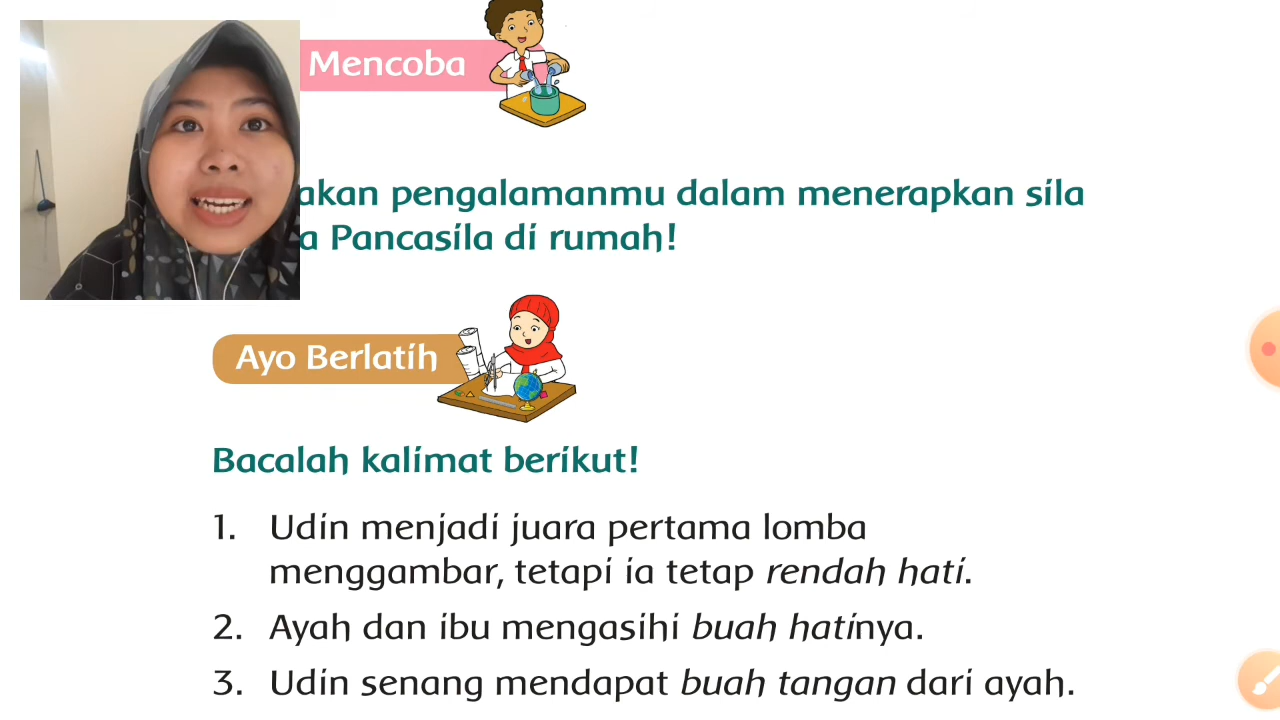 Mencoba
pengalamanmu dalam menerapkan sila
Pancasila di rumah!
Ayo Berlatih
Bacalah kalimat berikut!
1. Udin menjadi juara pertama lomba
menggambar, tetapi ia tetap rendah hati.
2. Ayah dan ibu mengasihi buah hatinya.
3. Udin senang mendapat buah tangan dari ayah.